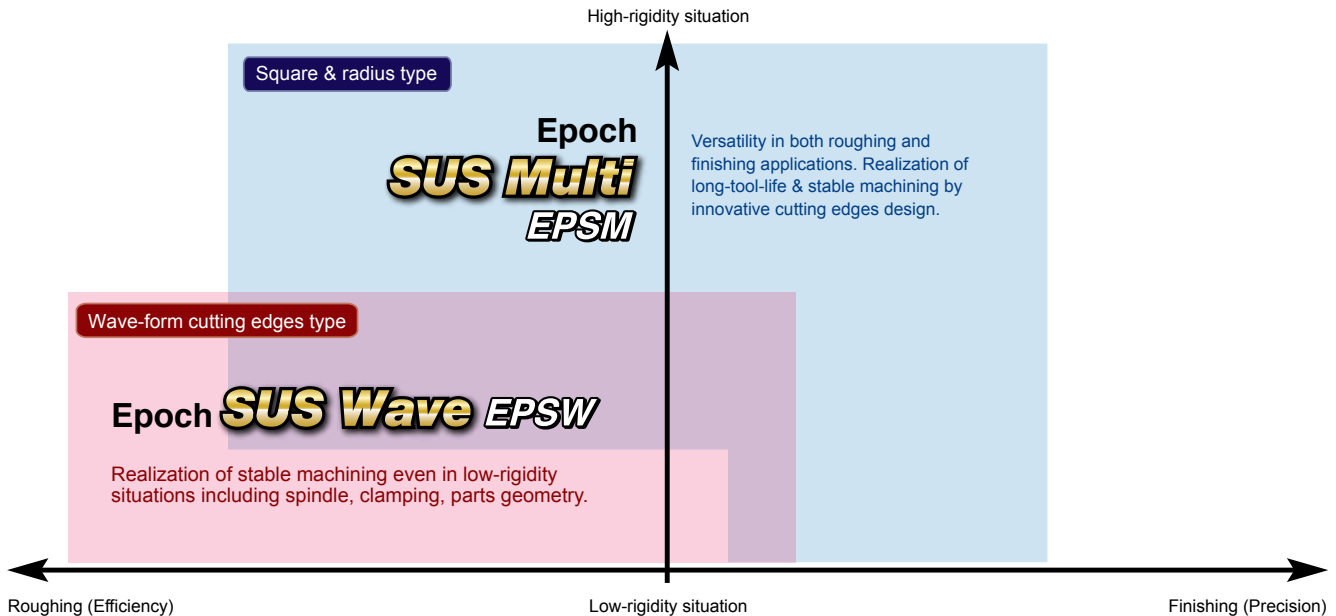 High-rigidity situation
Square & radius type
Epoch
SUS Multi
EPSM
Versatility in both roughing and
finishing applications. Realization of
long-tool-life & stable machining by
innovative cutting edges design.
Wave-form cutting edges type
Epoch SUS Wave EPSW
Realization of stable machining even in low-rigidity
situations including spindle, clamping, parts geometry.
Roughing (Efficiency)
Low-rigidity situation
Finishing (Precision)